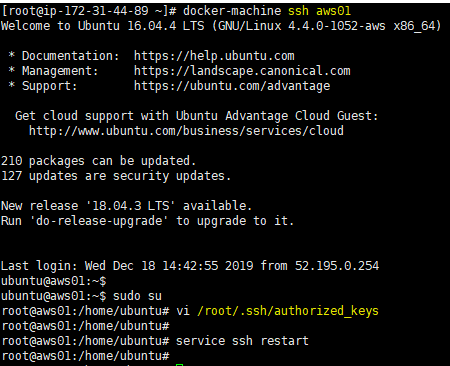 [root@ip-172-31-44-89 ~]# docker-machine ssh aws01
Welcome to Ubuntu 16.04.4 LTS (GNU/Linux 4.4.0-1052-aws x86_64)
* Documentation:  https://help.ubuntu.com
* Management:     https://landscape.canonical.com
* Support:        https://ubuntu.com/advantage
Get cloud support with Ubuntu Advantage Cloud Guest:
http://www.ubuntu.com/business/services/cloud
210 packages can be updated.
127 updates are security updates.
New release '18.04.3 LTS' available.
Run 'do-release-upgrade' to upgrade to it.
Last login: Wed Dec 18 14:42:55 2019 from 52.195.0.254
ubuntu@aws01:~$
ubuntu@aws01:~$ sudo su
root@aws01:/home/ubuntu# vi /root/.ssh/authorized_keys
root@aws01:/home/ubuntu#
root@aws01:/home/ubuntu# service ssh restart
root@aws01:/home/ubuntu#